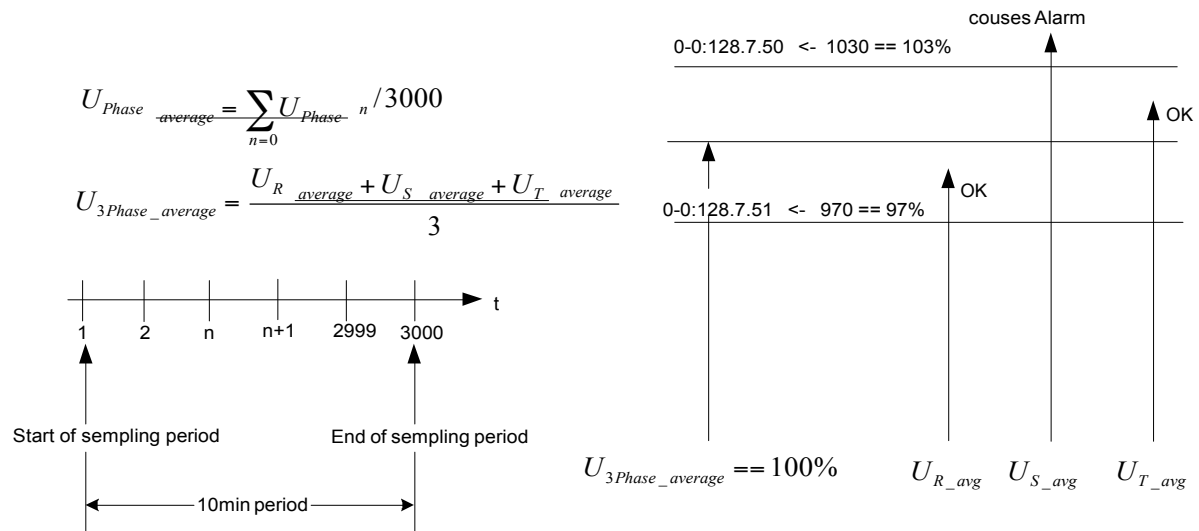 U_Phase_average = ∑ U_Phase_n /3000
n=0
U_3Phase_average = (U_R_average + U_S_average + U_T_average) / 3
t
1 2 n n+1 2999 3000
Start of sempling period
End of sempling period
10min period
couses Alarm
0-0:128.7.50 <- 1030 == 103%
OK
OK
0-0:128.7.51 <- 970 == 97%
U_3Phase_average == 100%
U_R_avg
U_S_avg
U_T_avg